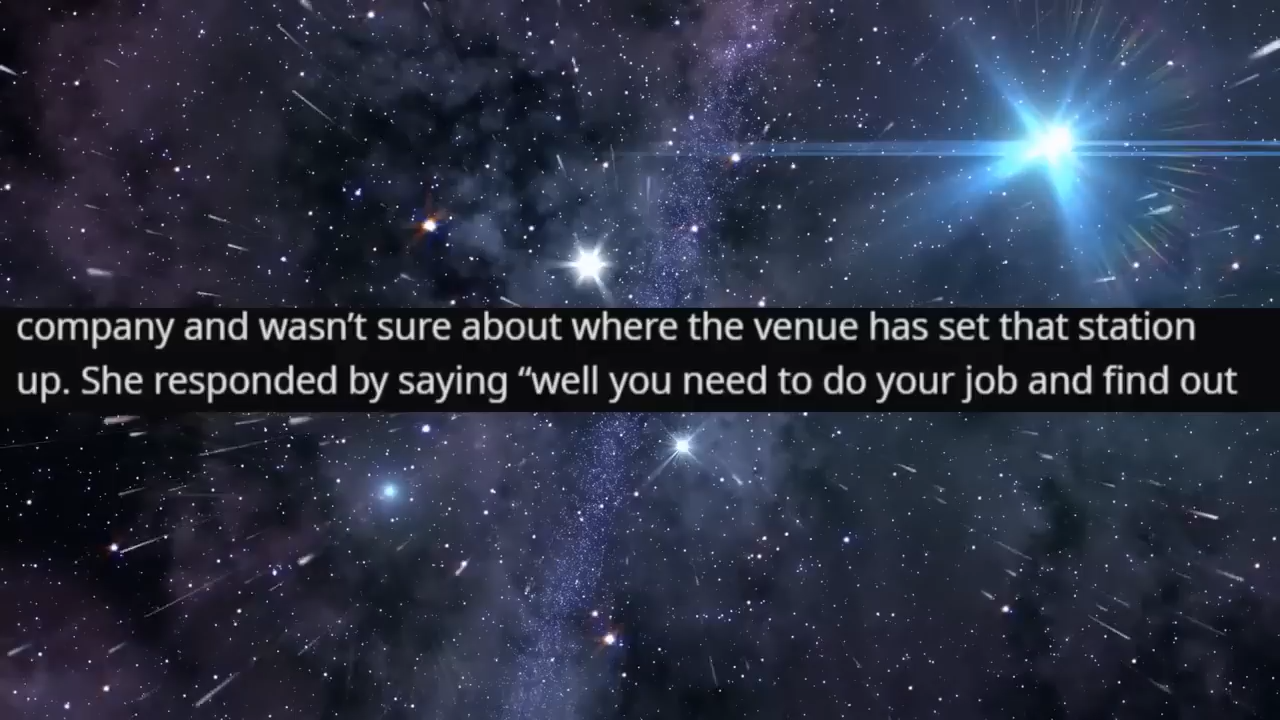 company and wasn’t sure about where the venue has set that station
up. She responded by saying “well you need to do your job and find out